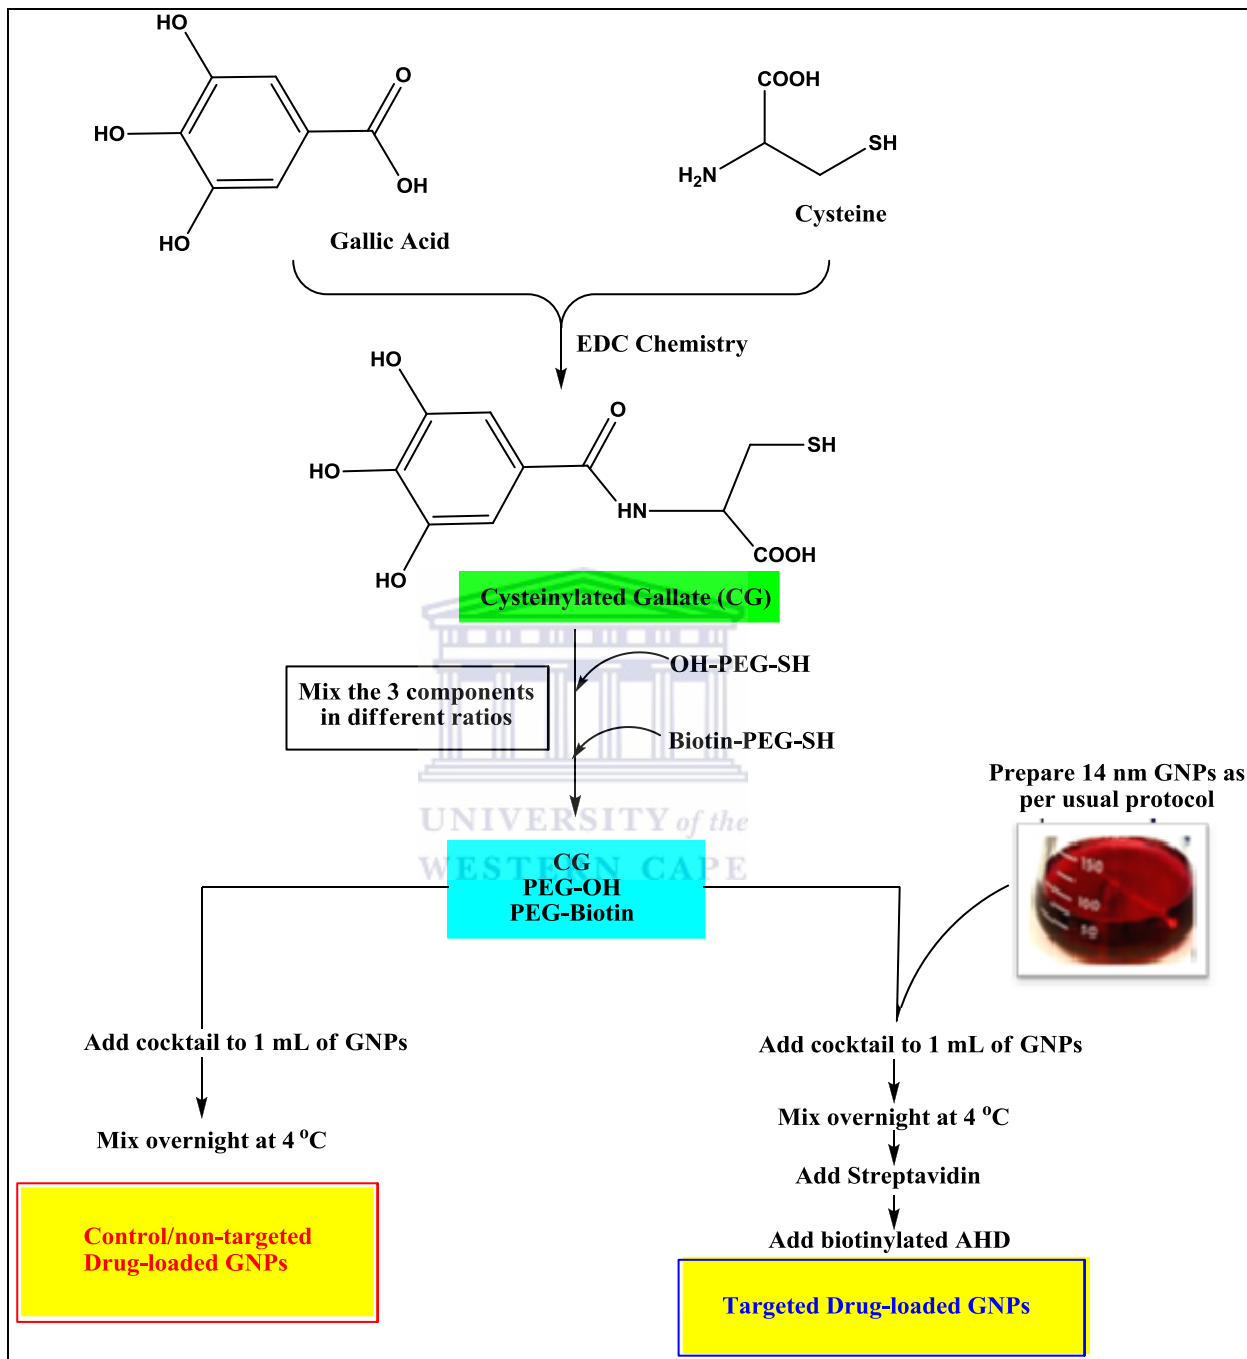 HO
O
HO
OH
HO
Gallic Acid
COOH
SH
H2N
Cysteine
EDC Chemistry
HO
O
SH
HO
HN
COOH
HO
Cysteinylated Gallate (CG)
OH-PEG-SH
Mix the 3 components
in different ratios
Biotin-PEG-SH
UNIVERSITY of the
WESTERN CAPE
CG
PEG-OH
PEG-Biotin
Prepare 14 nm GNPs as
per usual protocol
150
100
50
Add cocktail to 1 mL of GNPs
Mix overnight at 4 °C
Control/non-targeted
Drug-loaded GNPs
Add cocktail to 1 mL of GNPs
Mix overnight at 4 °C
Add Streptavidin
Add biotinylated AHD
Targeted Drug-loaded GNPs